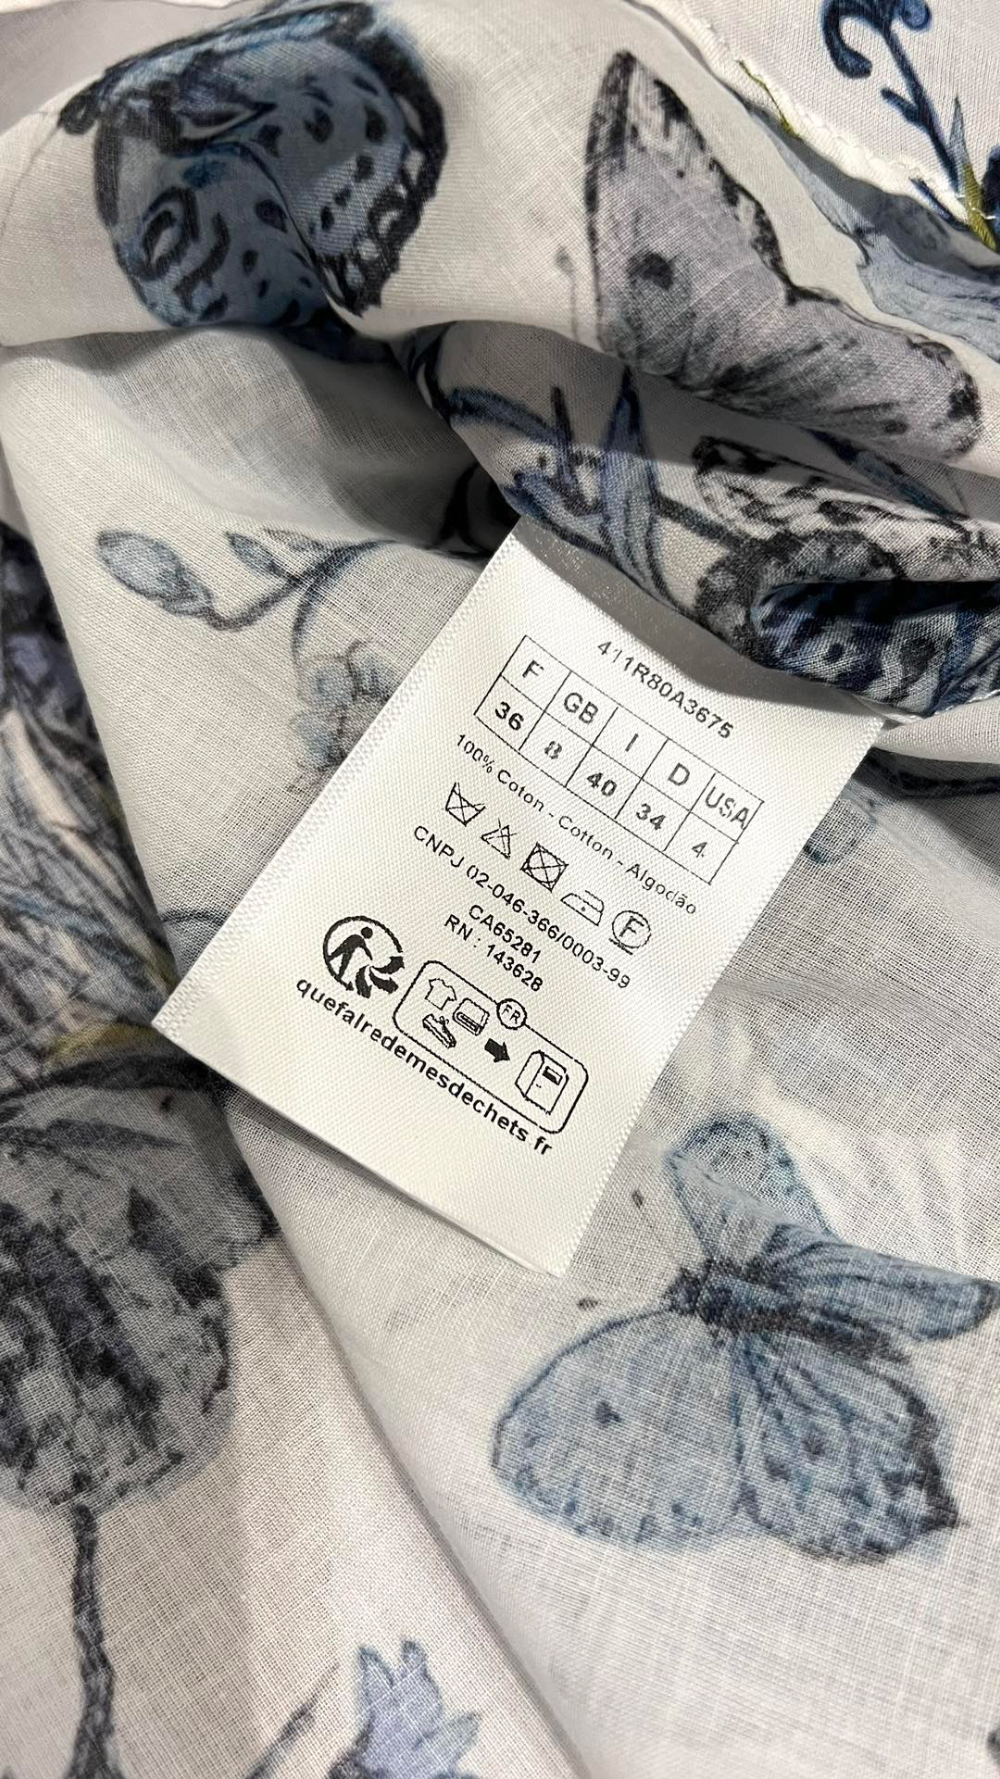 411R80A3675
F GB I D USA
36 8 40 34 4
100% Coton - Cotton - Algodão
F
CNPJ 02-046-366/0003-99
CA65281
RN : 143628
FR
quefairedemesdechets.fr